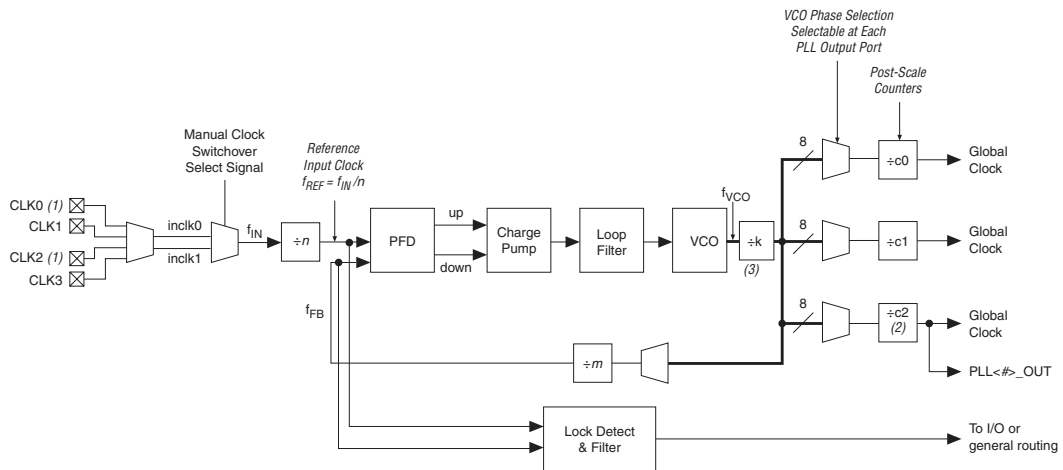 VCO Phase Selection
Selectable at Each
PLL Output Port
Post-Scale
Counters
Manual Clock
Switchover
Select Signal
Reference
Input Clock
fREF = fIN/n
CLK0 (1)
CLK1
CLK2 (1)
CLK3
inclk0
inclk1
fIN
÷n
PFD
up
down
Charge
Pump
Loop
Filter
VCO
fVCO
÷k
(3)
8
÷c0
Global
Clock
8
÷c1
Global
Clock
8
÷c2
(2)
Global
Clock
PLL<#>_OUT
fFB
÷m
Lock Detect
& Filter
To I/O or
general routing